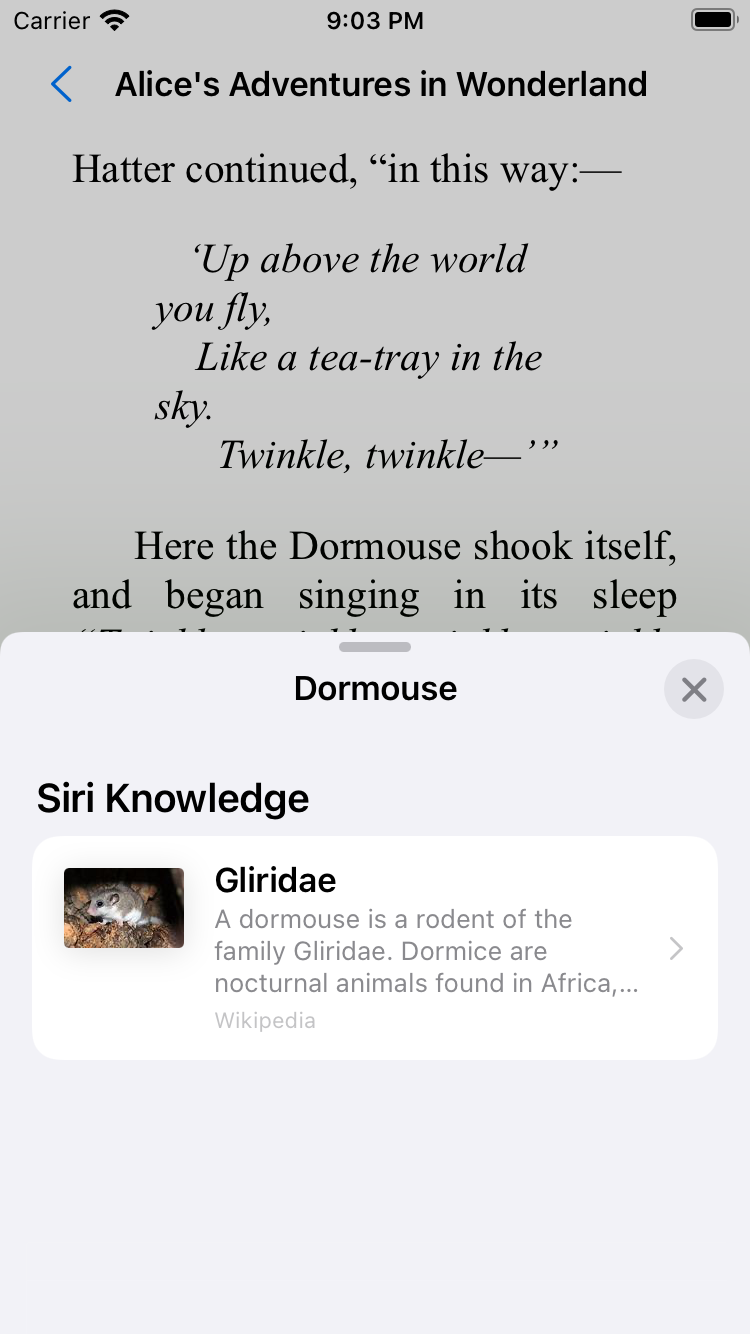 Carrier 9:03 PM
Alice's Adventures in Wonderland
Hatter continued, “in this way:—
‘Up above the world
you fly,
Like a tea-tray in the
sky.
Twinkle, twinkle—’”
Here the Dormouse shook itself,
and began singing in its sleep
Dormouse
Siri Knowledge
Gliridae
A dormouse is a rodent of the
family Gliridae. Dormice are
nocturnal animals found in Africa,...
Wikipedia